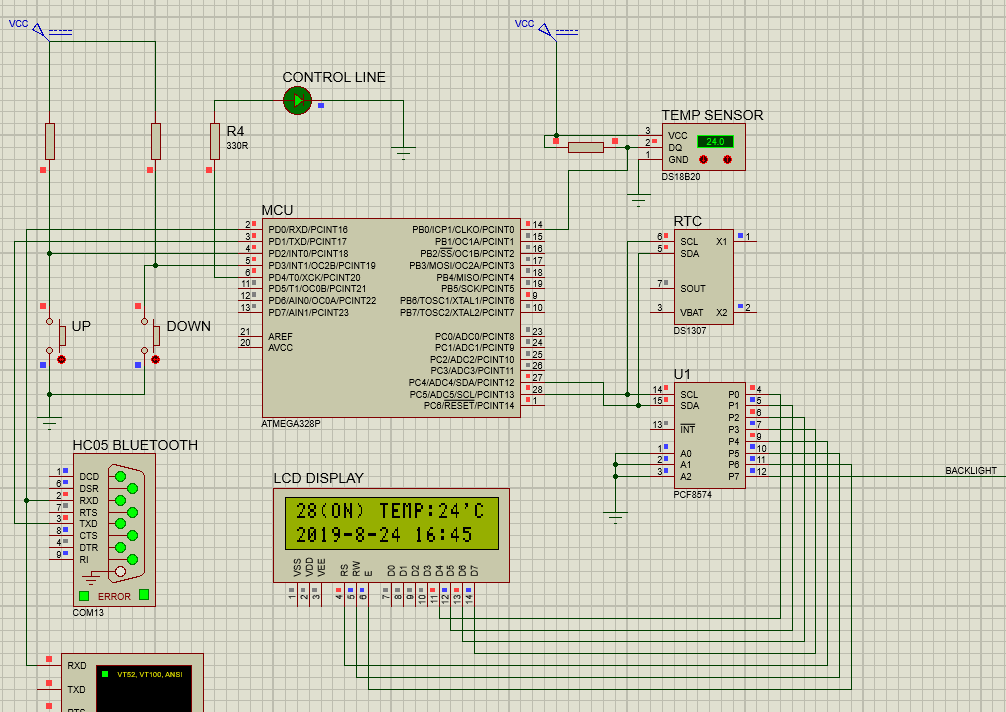 VCC
VCC
CONTROL LINE
R4
330R
TEMP SENSOR
3 VCC
2 DQ 24.0
1 GND
DS18B20
MCU
2 PD0/RXD/PCINT16 PB0/ICP1/CLKO/PCINT0 14
3 PD1/TXD/PCINT17 PB1/OC1A/PCINT1 15
4 PD2/INT0/PCINT18 PB2/SS/OC1B/PCINT2 16
5 PD3/INT1/OC2B/PCINT19 PB3/MOSI/OC2A/PCINT3 17
6 PD4/T0/XCK/PCINT20 PB4/MISO/PCINT4 18
11 PD5/T1/OC0B/PCINT21 PB5/SCK/PCINT5 19
12 PD6/AIN0/OC0A/PCINT22 PB6/TOSC1/XTAL1/PCINT6 9
13 PD7/AIN1/PCINT23 PB7/TOSC2/XTAL2/PCINT7 10
21 AREF PC0/ADC0/PCINT8 23
20 AVCC PC1/ADC1/PCINT9 24
PC2/ADC2/PCINT10 25
PC3/ADC3/PCINT11 26
PC4/ADC4/SDA/PCINT12 27
PC5/ADC5/SCL/PCINT13 28
PC6/RESET/PCINT14 1
ATMEGA328P
RTC
6 SCL X1 1
5 SDA
7 SOUT
3 VBAT X2 2
DS1307
UP
DOWN
U1
14 SCL P0 4
15 SDA P1 5
P2 6
13 INT P3 7
P4 9
1 A0 P5 10
2 A1 P6 11
3 A2 P7 12
PCF8574
BACKLIGHT
HC05 BLUETOOTH
1 DCD
6 DSR
2 RXD
7 RTS
3 TXD
8 CTS
4 DTR
9 RI
ERROR
COM13
LCD DISPLAY
28(ON) TEMP:24'C
2019-8-24 16:45
VSS VDD VEE RS RW E D0 D1 D2 D3 D4 D5 D6 D7
1 2 3 4 5 6 7 8 9 10 11 12 13 14
RXD
VT52, VT100, ANSI
TXD
RTS